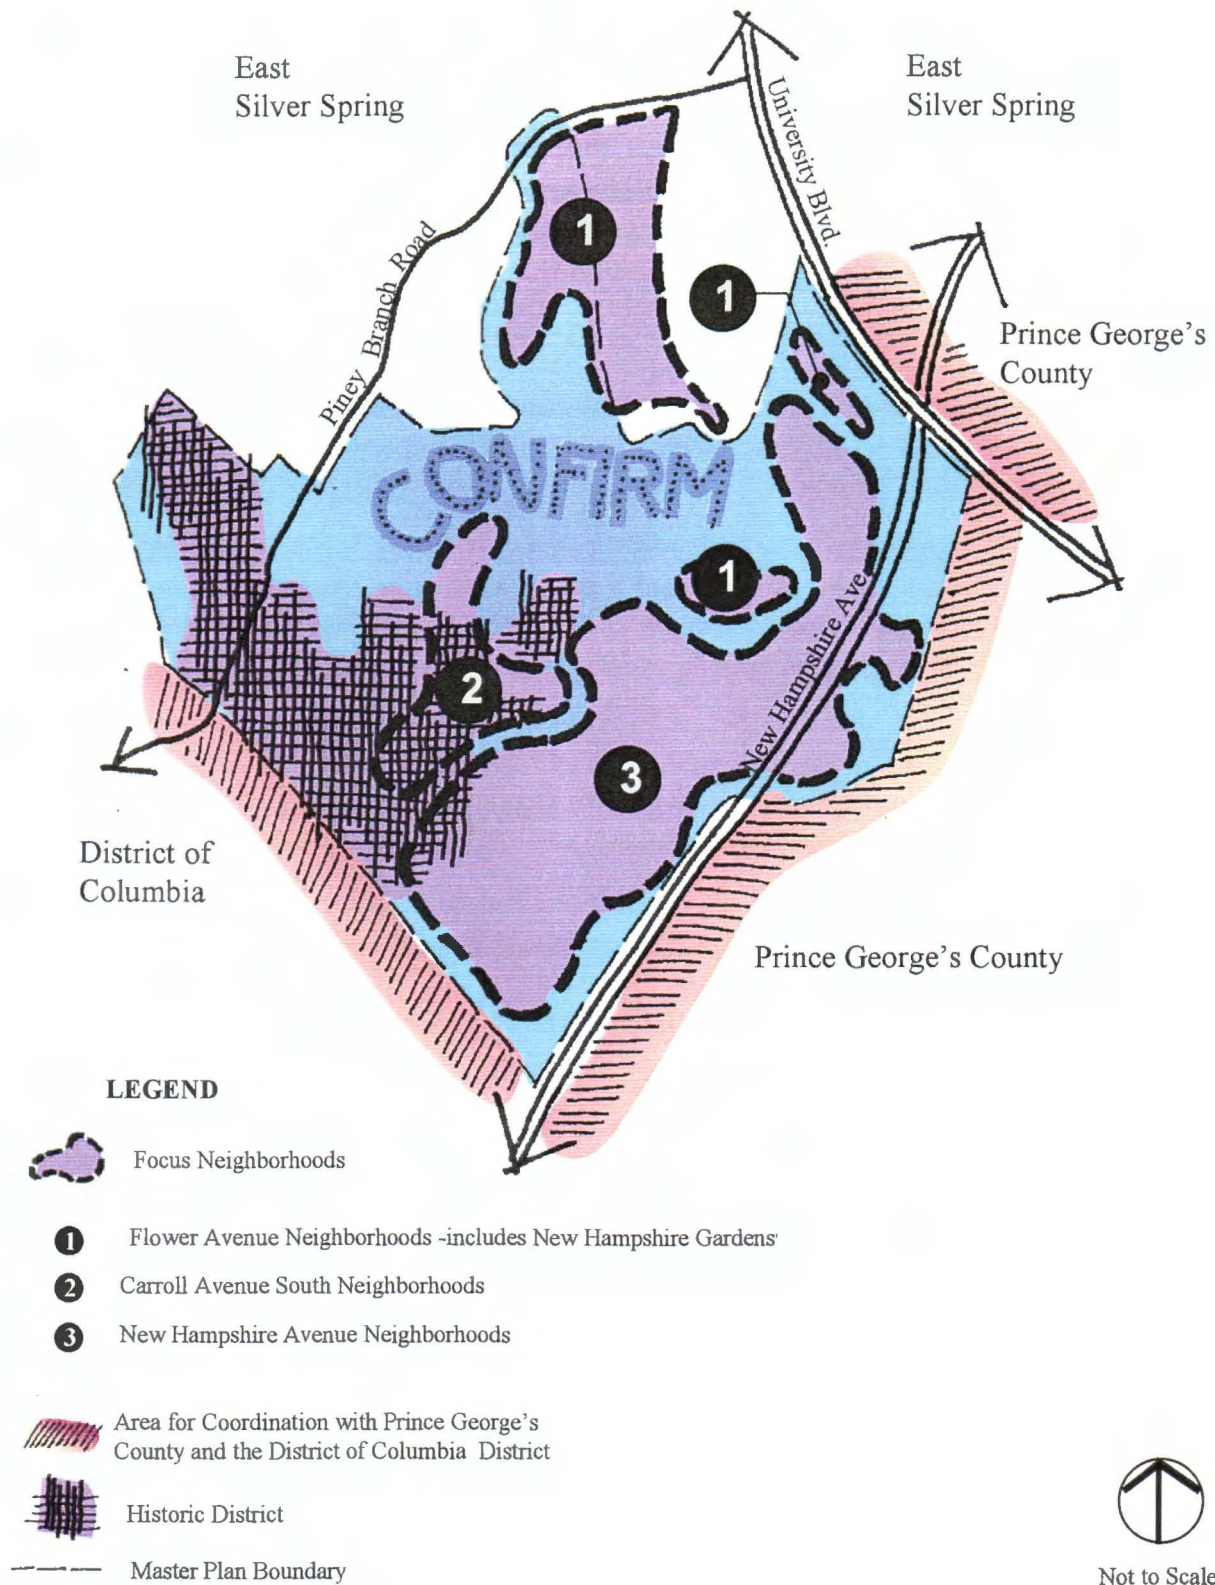 East
Silver Spring
East
Silver Spring
University Blvd.
1
1
Piney Branch Road
Prince George's
County
CONFIRM
1
New Hampshire Ave.
2
3
District of
Columbia
Prince George's County
LEGEND
Focus Neighborhoods
1 Flower Avenue Neighborhoods -includes New Hampshire Gardens
2 Carroll Avenue South Neighborhoods
3 New Hampshire Avenue Neighborhoods
Area for Coordination with Prince George's
County and the District of Columbia District
Historic District
Master Plan Boundary
Not to Scale